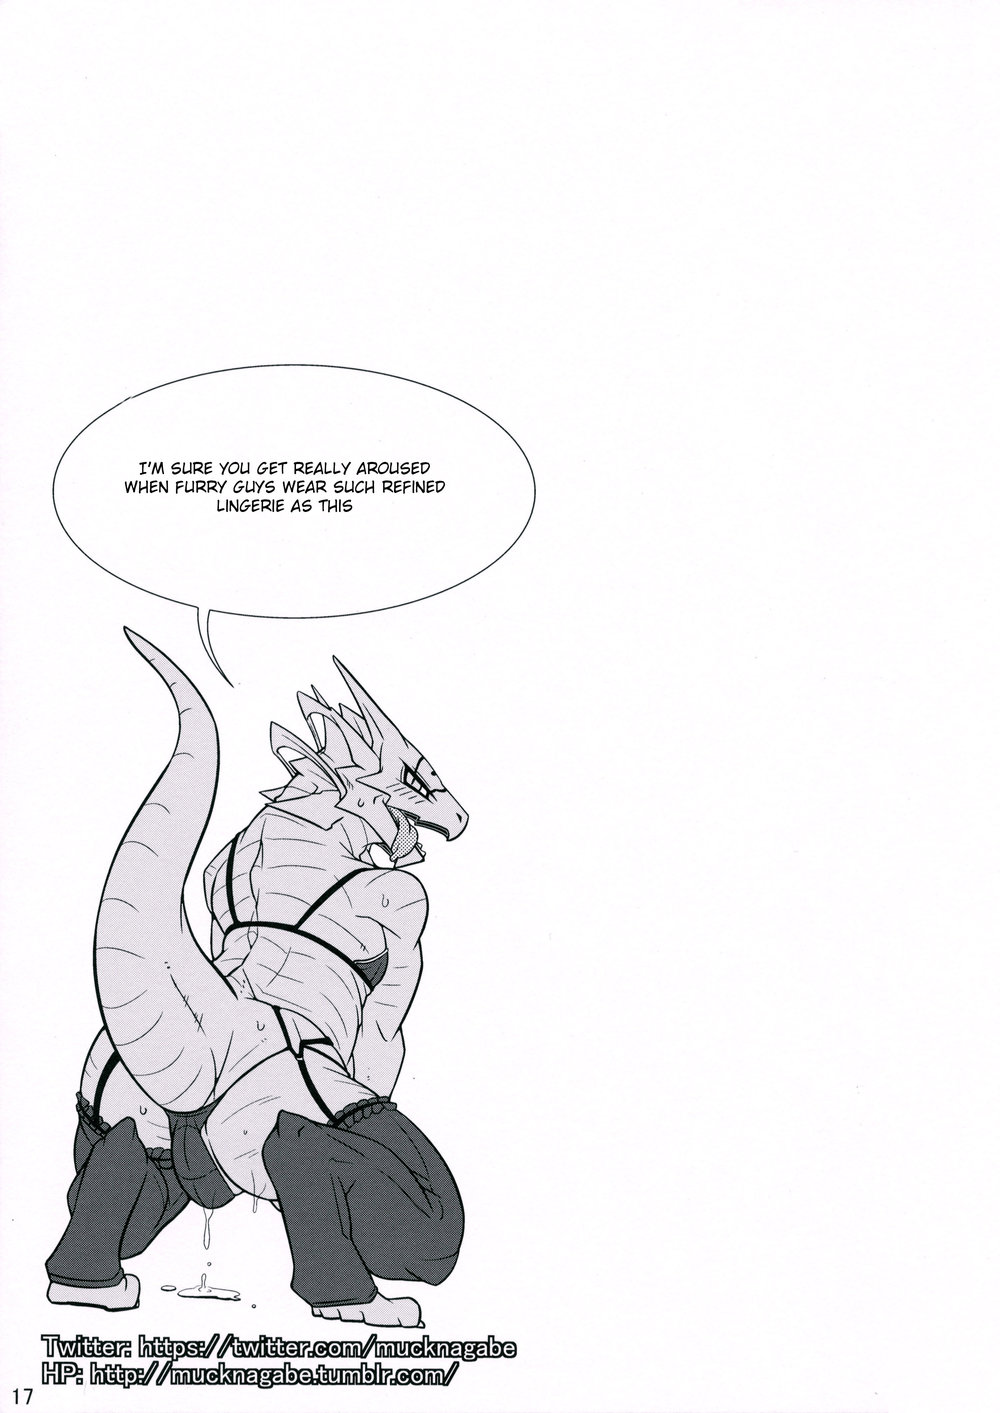 I'M SURE YOU GET REALLY AROUSED
WHEN FURRY GUYS WEAR SUCH REFINED
LINGERIE AS THIS
Twitter: https://twitter.com/mucknagabe
HP: http://mucknagabe.tumblr.com/
17